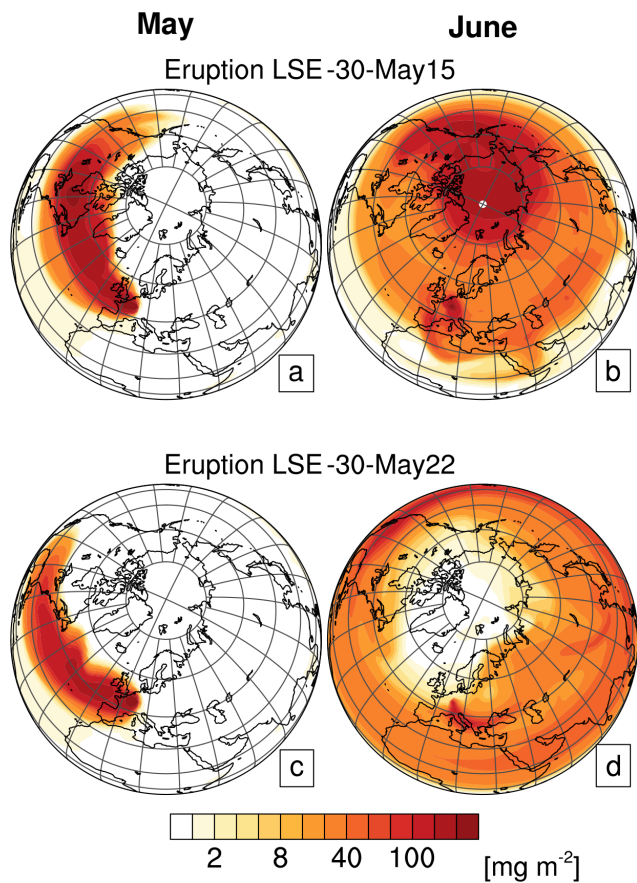 May June
Eruption LSE-30-May15
a b
Eruption LSE-30-May22
c d
2 8 40 100 [mg m⁻²]